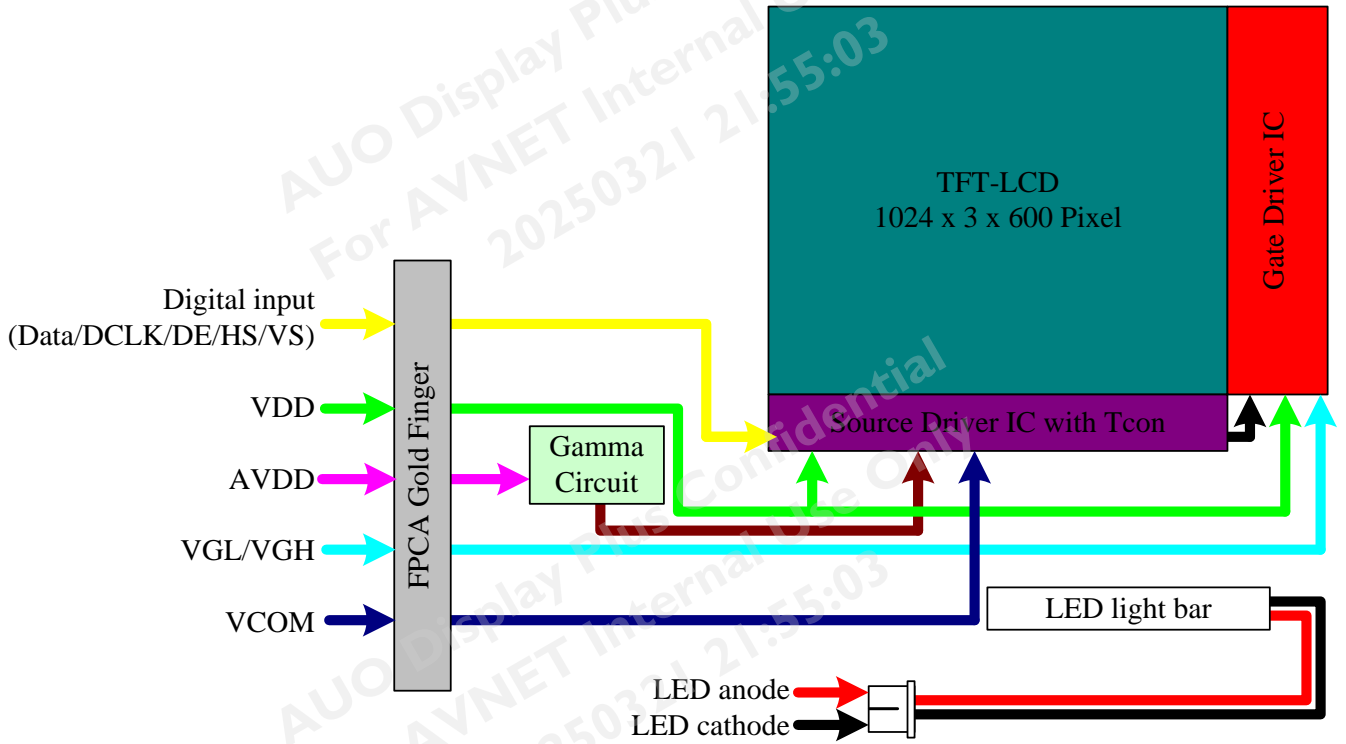 AUO Display Plus Confidential
For AVNET Internal Use Only
20250321 21:55:03
TFT-LCD
1024 x 3 x 600 Pixel
Gate Driver IC
Digital input
(Data/DCLK/DE/HS/VS)
VDD
AVDD
VGL/VGH
VCOM
FPCA Gold Finger
Gamma
Circuit
Source Driver IC with Tcon
LED light bar
LED anode
LED cathode
AUO Display Plus Confidential
For AVNET Internal Use Only
20250321 21:55:03